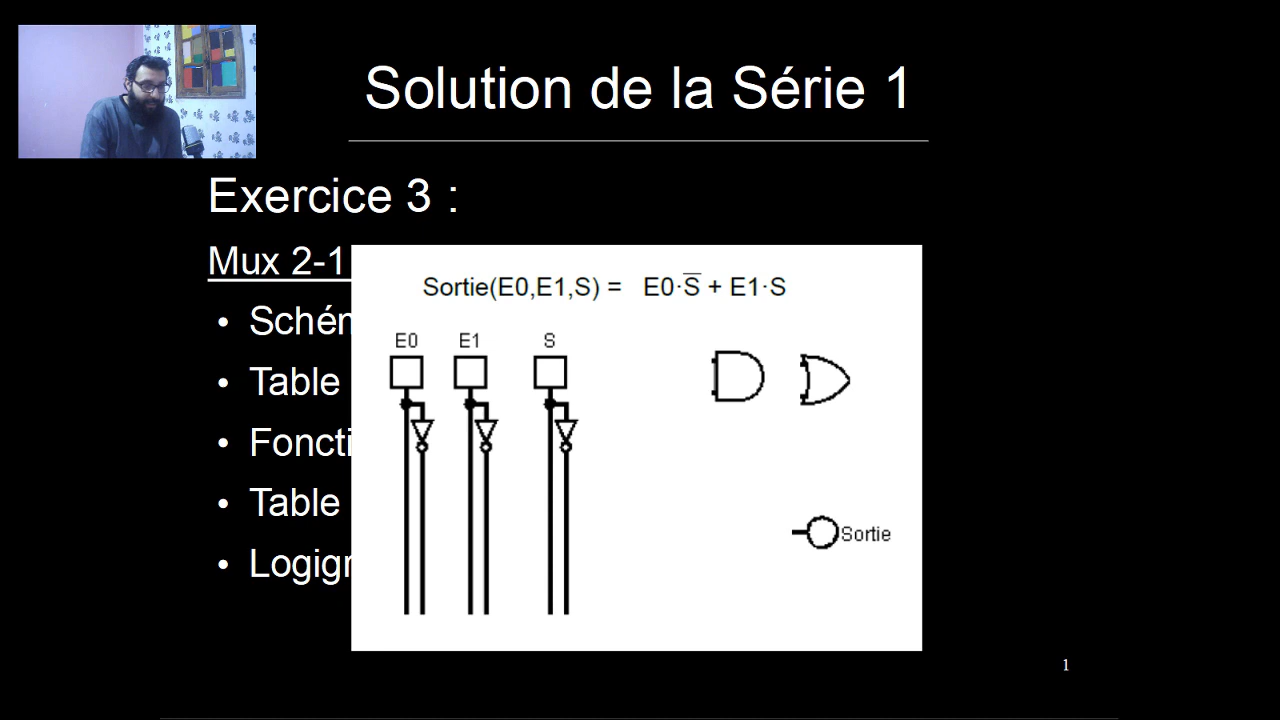 Solution de la Série 1
Exercice 3 :
Mux 2-1
Sortie(E0,E1,S) = E0·S̅ + E1·S
• Schém
E0 E1 S
• Table
• Foncti
• Table
Sortie
• Logigr
1